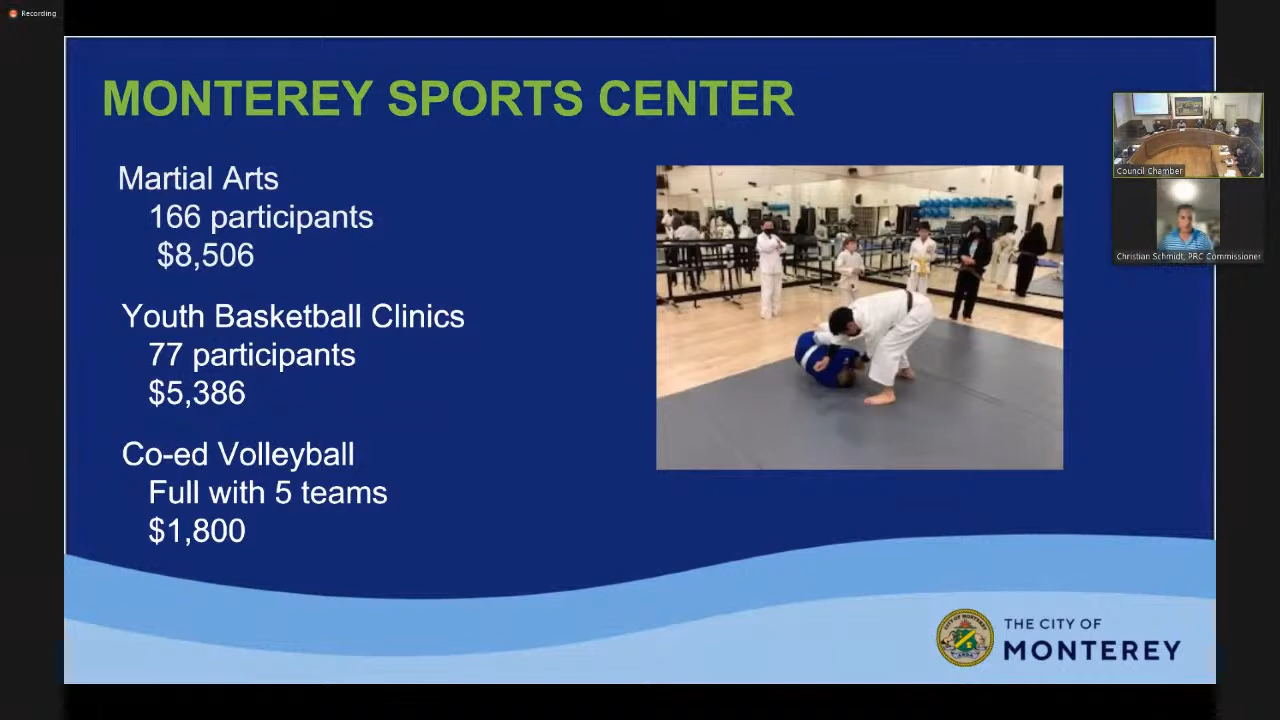 Recording
MONTEREY SPORTS CENTER
Martial Arts
166 participants
$8,506
Youth Basketball Clinics
77 participants
$5,386
Co-ed Volleyball
Full with 5 teams
$1,800
Council Chamber
Christian Schmidt, PRC Commissioner
THE CITY OF
MONTEREY